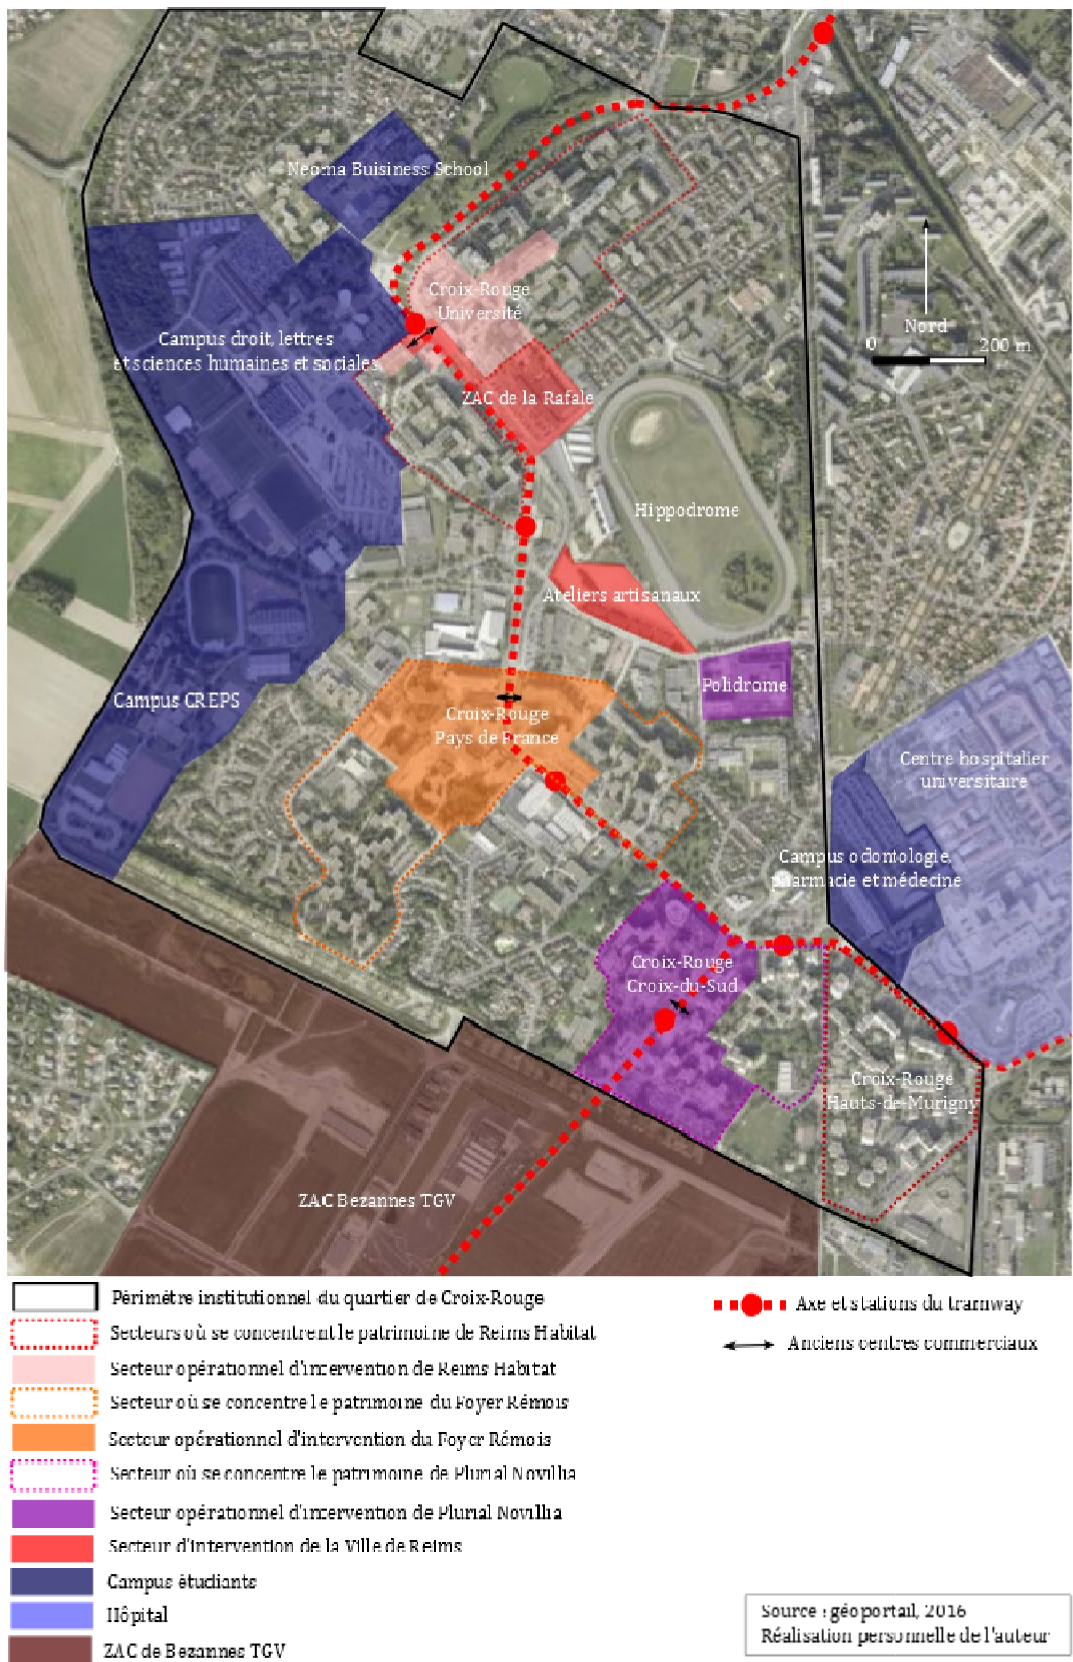 Neoma Buisiness School
Croix-Rouge
Université
Campus droit, lettres
et sciences humaines et sociales
Nord
0 200 m
ZAC de la Rafale
Hippodrome
Ateliers artisanaux
Polidrome
Campus CREPS
Croix-Rouge
Pays de France
Centre hospitalier
universitaire
Campus odontologie,
pharmacie et médecine
Croix-Rouge
Croix-du-Sud
Croix-Rouge
Hauts-de-Murigny
ZAC Bezannes TGV
Périmètre institutionnel du quartier de Croix-Rouge
Secteurs où se concentrent le patrimoine de Reims Habitat
Secteur opérationnel d'intervention de Reims Habitat
Secteur où se concentre le patrimoine du Foyer Rémois
Secteur opérationnel d'intervention du Foyer Rémois
Secteur où se concentre le patrimoine de Plurial Novillia
Secteur opérationnel d'intervention de Plurial Novillia
Secteur d'intervention de la Ville de Reims
Campus étudiants
Hôpital
ZAC de Bezannes TGV
Axe et stations du tramway
Anciens centres commerciaux
Source : géoportail, 2016
Réalisation personnelle de l'auteur